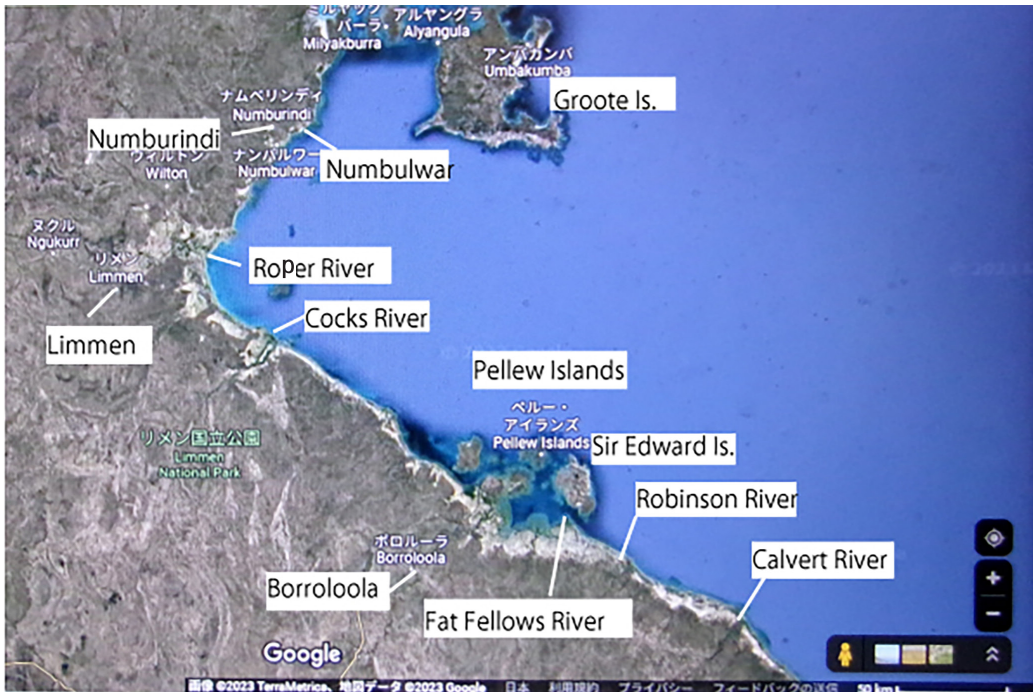 ミルヤクブ
バーラ
Milyakburra
アルヤングラ
Alyangula
アンバカンバ
Umbakumba
Groote Is.
ナムベリンディ
Numburindi
Numburindi
ウィルトン
Wilton
ナンバルワー
Numbulwar
Numbulwar
ヌクル
Ngukurr
リメン
Limmen
Roper River
Limmen
Cocks River
Pellew Islands
ペルー・
アイランズ
Pellew Islands
Sir Edward Is.
リメン国立公園
Limmen
National Park
Robinson River
ボロルーラ
Borroloola
Borroloola
Calvert River
Fat Fellows River
Google
画像 ©2023 TerraMetrics、地図データ ©2023 Google 日本 利用規約 プライバシー フィードバックの送信 50 km